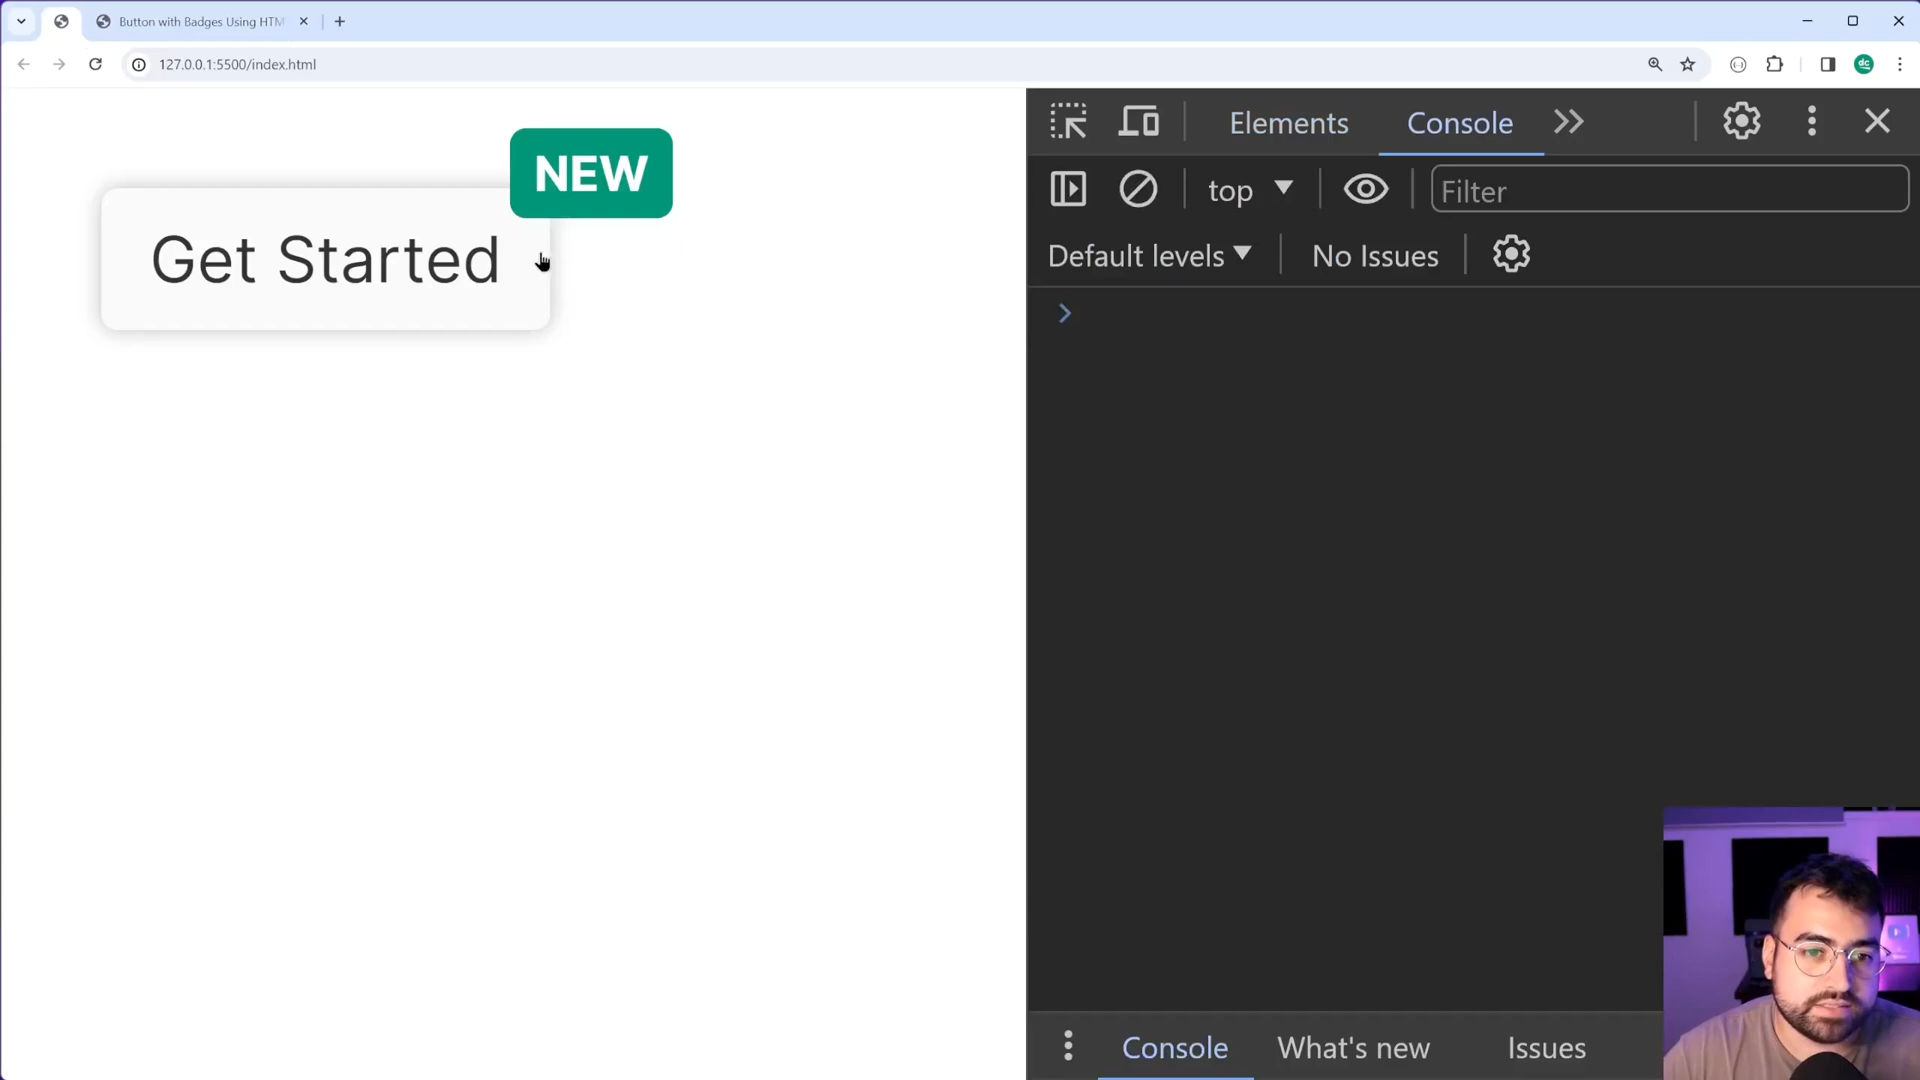 Button with Badges Using HTM
127.0.0.1:5500/index.html
dc
NEW
Get Started
Elements
Console
top
Filter
Default levels
No Issues
Console
What's new
Issues